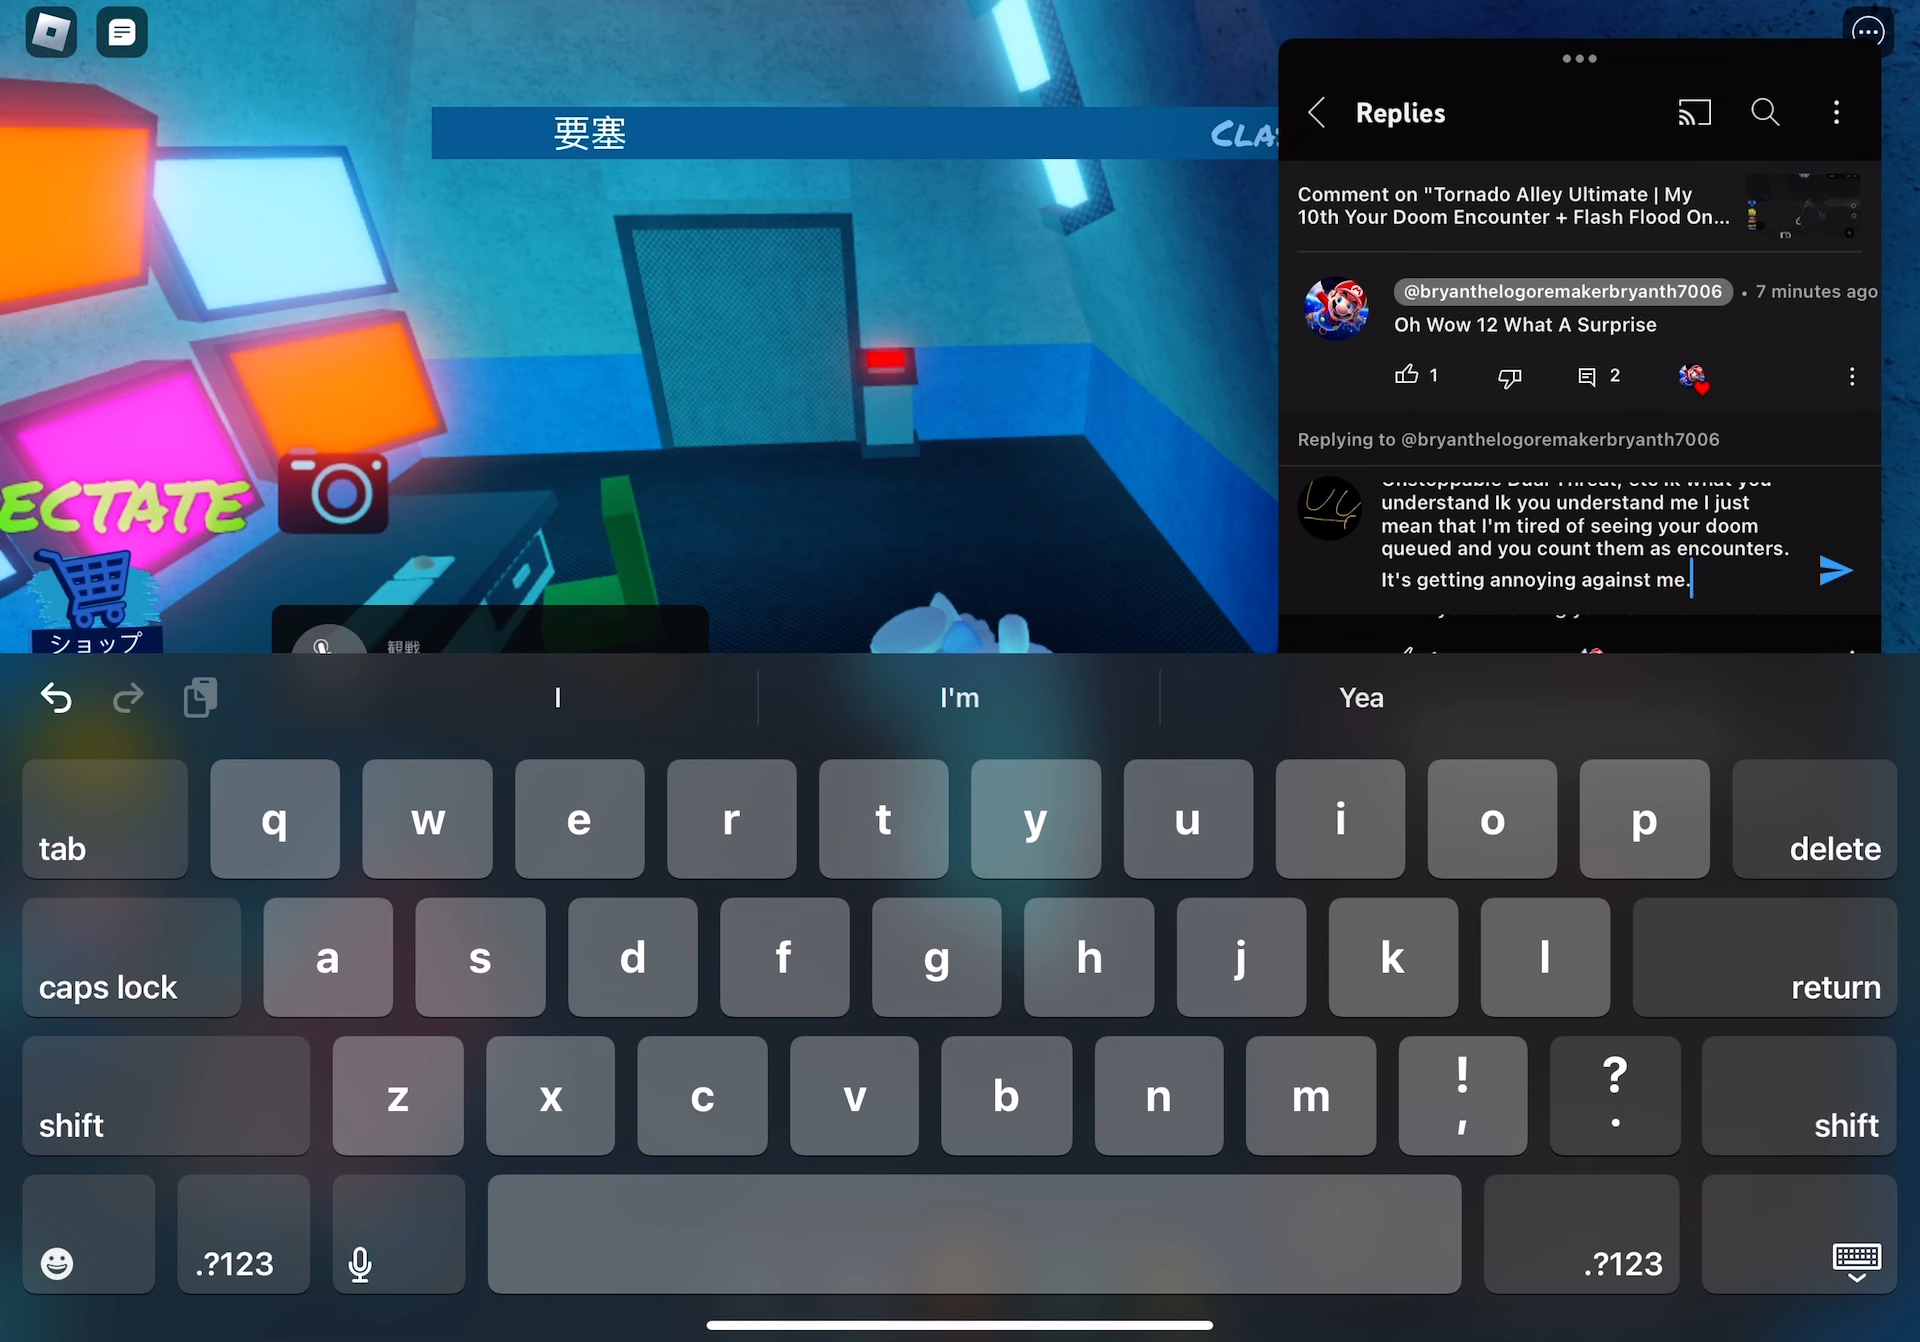 要塞
CLAS
Replies
Comment on "Tornado Alley Ultimate | My
10th Your Doom Encounter + Flash Flood On...
@bryanthelogoremakerbryanth7006 • 7 minutes ago
Oh Wow 12 What A Surprise
1
2
Replying to @bryanthelogoremakerbryanth7006
understand Ik you understand me I just
mean that I'm tired of seeing your doom
queued and you count them as encounters.
It's getting annoying against me.
ECTATE
ショップ
観戦
I
I'm
Yea
tab q w e r t y u i o p delete
caps lock a s d f g h j k l return
shift z x c v b n m ! , ? . shift
.?123
.?123